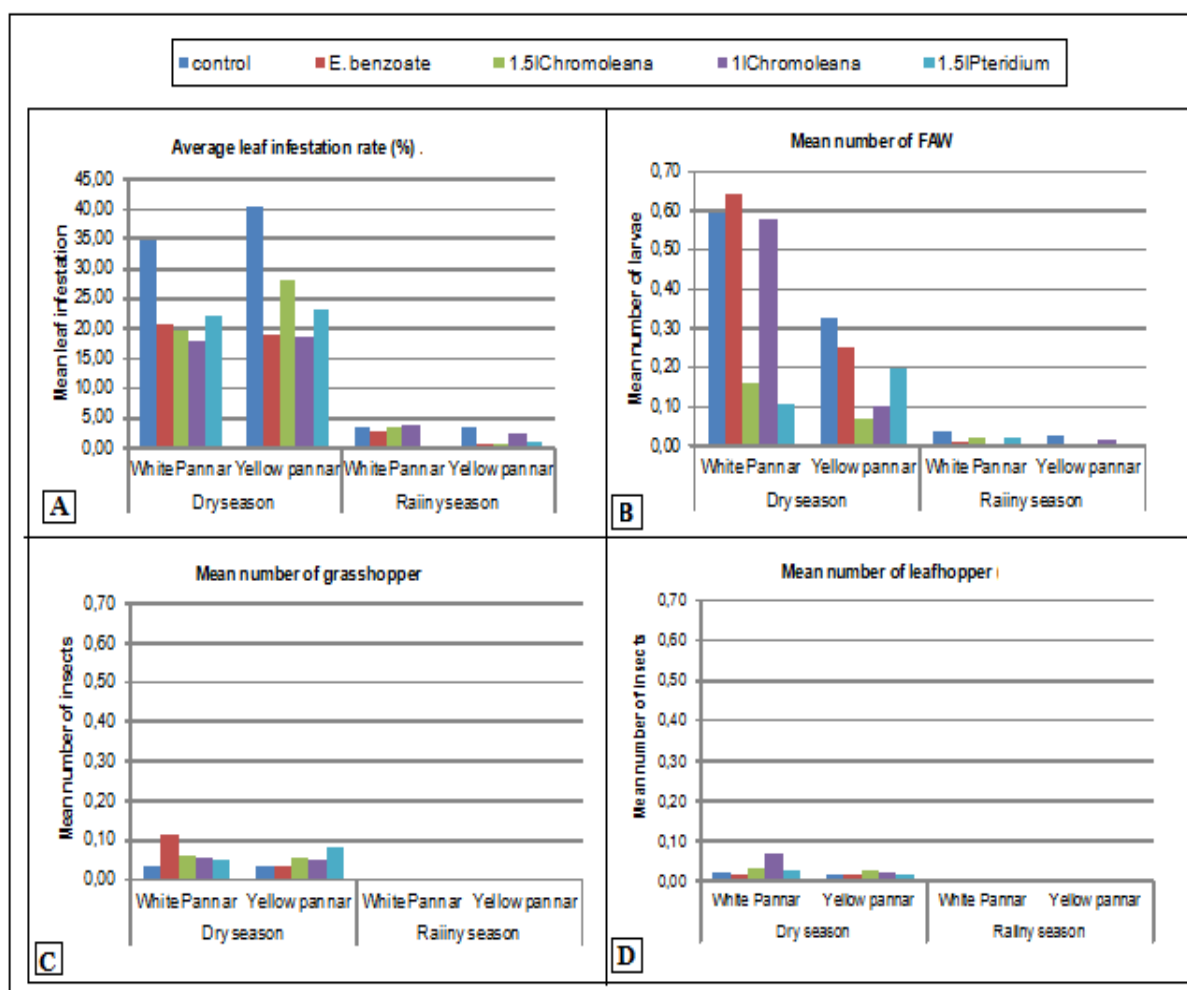 control E. benzoate 1.5lChromoleana 1lChromoleana 1.5lPteridium
Average leaf infestation rate (%) .
Mean leaf infestation
45,00
40,00
35,00
30,00
25,00
20,00
15,00
10,00
5,00
0,00
White Pannar Yellow pannar White Pannar Yellow pannar
Dry season Raiiny season
A
Mean number of FAW
Mean number of larvae
0,70
0,60
0,50
0,40
0,30
0,20
0,10
0,00
White Pannar Yellow pannar White Pannar Yellow pannar
Dry season Raiiny season
B
Mean number of grasshopper
Mean number of insects
0,70
0,60
0,50
0,40
0,30
0,20
0,10
0,00
White Pannar Yellow pannar White Pannar Yellow pannar
Dry season Raiiny season
C
Mean number of leafhopper (
Mean number of insects
0,70
0,60
0,50
0,40
0,30
0,20
0,10
0,00
White Pannar Yellow pannar White Pannar Yellow pannar
Dry season Raiiny season
D